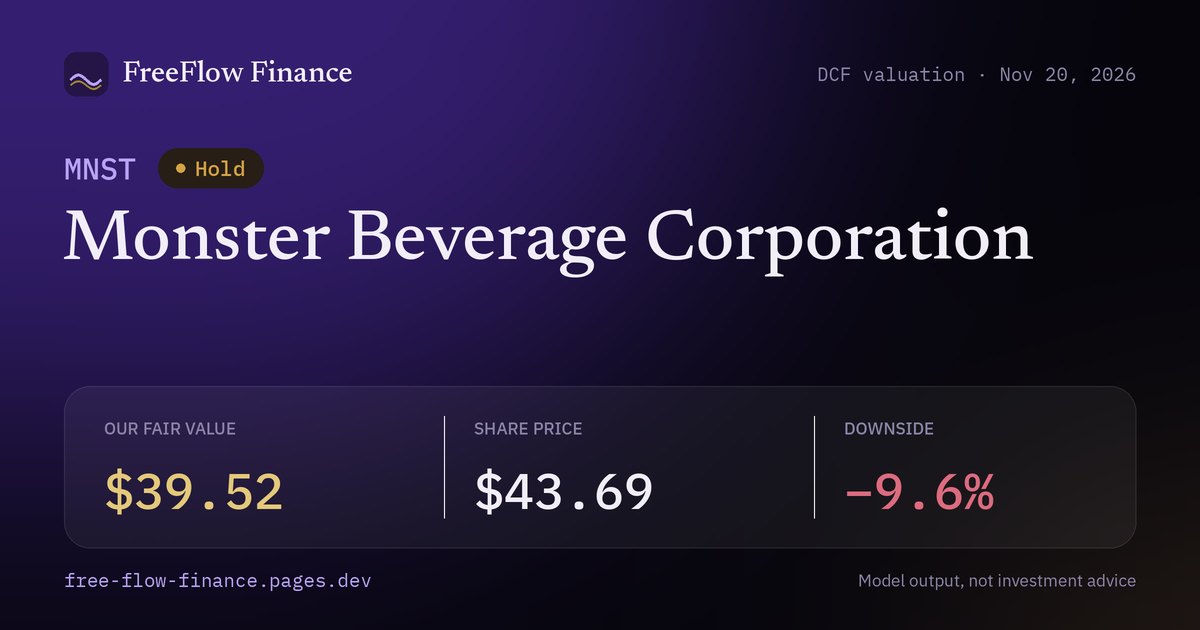 FreeFlow Finance
DCF valuation · Nov 20, 2026
MNST
Hold
Monster Beverage Corporation
OUR FAIR VALUE
$39.52
SHARE PRICE
$43.69
DOWNSIDE
−9.6%
free-flow-finance.pages.dev
Model output, not investment advice